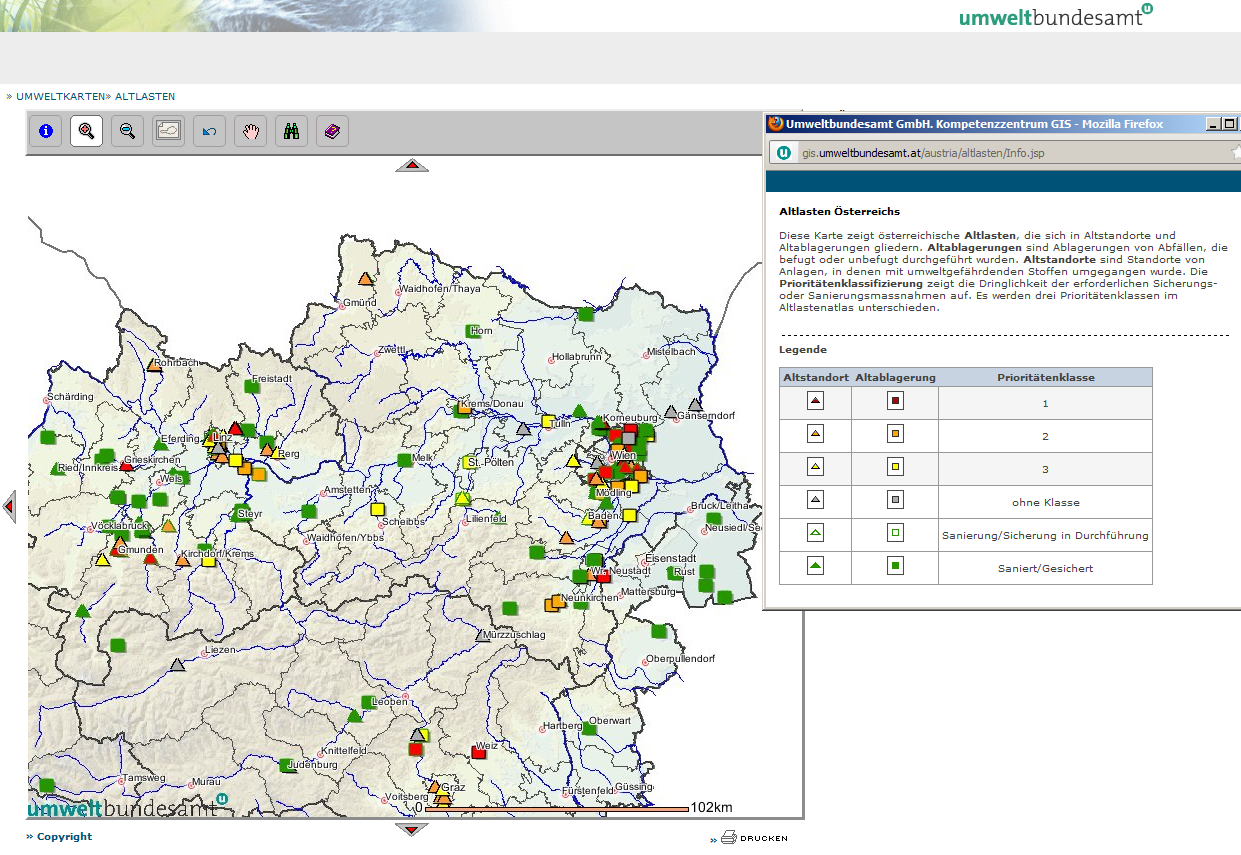 umweltbundesamt u
» UMWELTKARTEN» ALTLASTEN
Umweltbundesamt GmbH. Kompetenzzentrum GIS - Mozilla Firefox
gis.umweltbundesamt.at/austria/altlasten/Info.jsp
Altlasten Österreichs
Diese Karte zeigt österreichische Altlasten, die sich in Altstandorte und
Altablagerungen gliedern. Altablagerungen sind Ablagerungen von Abfällen, die
befugt oder unbefugt durchgeführt wurden. Altstandorte sind Standorte von
Anlagen, in denen mit umweltgefährdenden Stoffen umgegangen wurde. Die
Prioritätenklassifizierung zeigt die Dringlichkeit der erforderlichen Sicherungs-
oder Sanierungsmassnahmen auf. Es werden drei Prioritätenklassen im
Altlastenatlas unterschieden.
Legende
Altstandort Altablagerung Prioritätenklasse
1
2
3
ohne Klasse
Sanierung/Sicherung in Durchführung
Saniert/Gesichert
Waidhofen/Thaya
Gmünd
Horn
Zwettl
Hollabrunn
Mistelbach
Rohrbach
Freistadt
Schärding
Krems/Donau
Korneuburg
Gänserndorf
Tulln
Eferding
Linz
Perg
Wien
Grieskirchen
Ried/Innkreis
Melk
St.-Pölten
Wels
Amstetten
Mödling
Bruck/Leitha
Steyr
Scheibbs
Lilienfeld
Baden
Vöcklabruck
Waidhofen/Ybbs
Neusiedl/See
Gmunden
Kirchdorf/Krems
Eisenstadt
Wr.Neustadt
Rust
Neunkirchen
Mattersburg
Mürzzuschlag
Liezen
Oberpullendorf
Leoben
Hartberg
Oberwart
Knittelfeld
Weiz
Judenburg
Tamsweg
Murau
Graz
Voitsberg
Fürstenfeld
Güssing
umweltbundesamt u
0 102km
» Copyright
» DRUCKEN